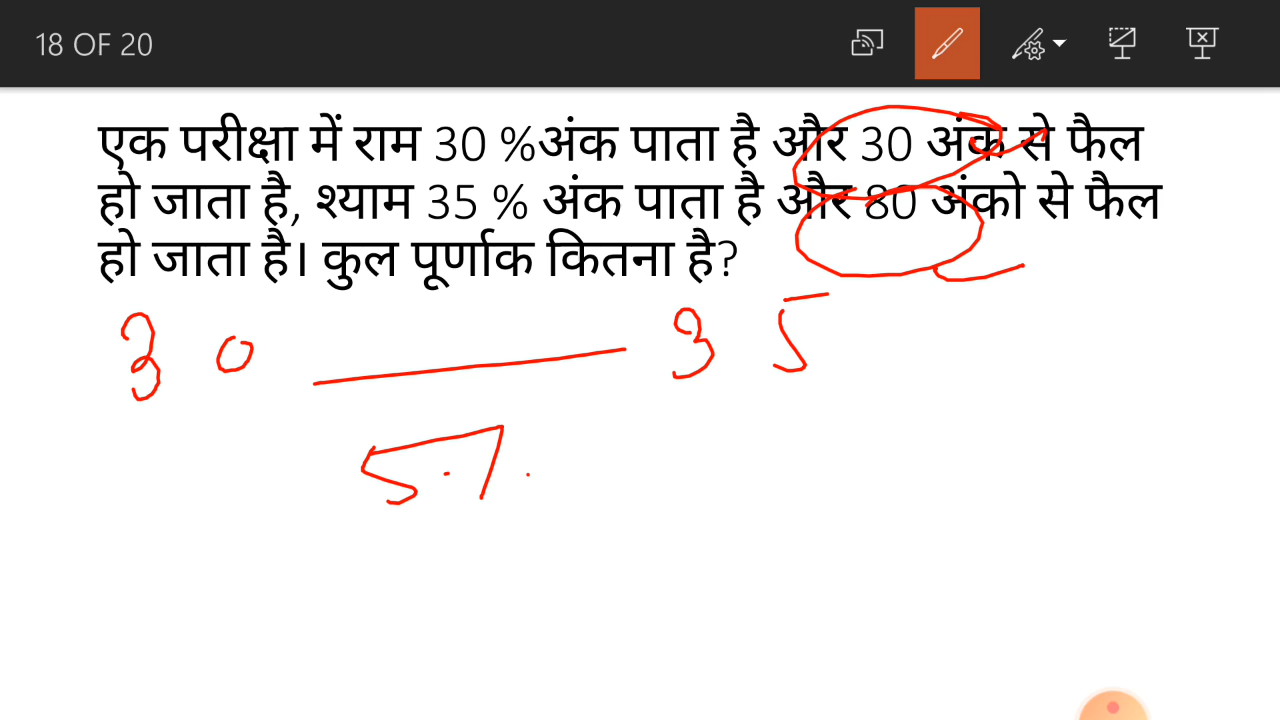 18 OF 20
एक परीक्षा में राम 30 %अंक पाता है और 30 अंक से फैल
हो जाता है, श्याम 35 % अंक पाता है और 80 अंको से फैल
हो जाता है। कुल पूर्णाक कितना है?
30 35
5%